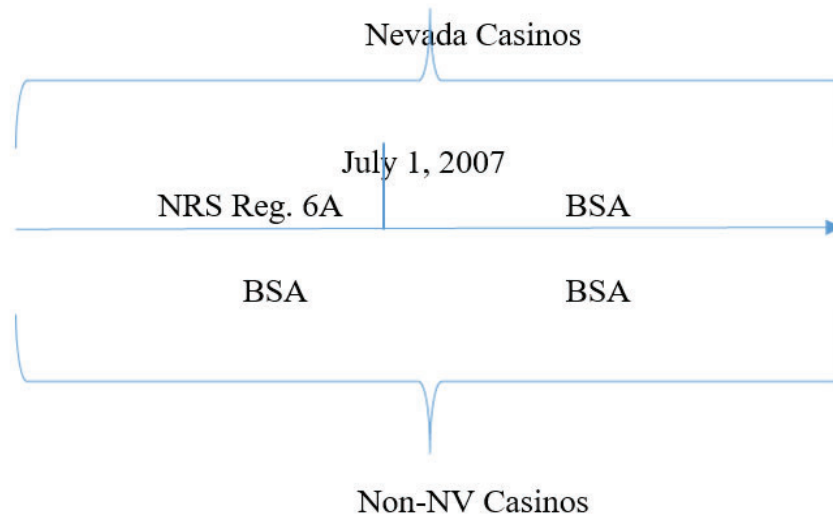 Nevada Casinos
July 1, 2007
NRS Reg. 6A BSA
BSA BSA
Non-NV Casinos